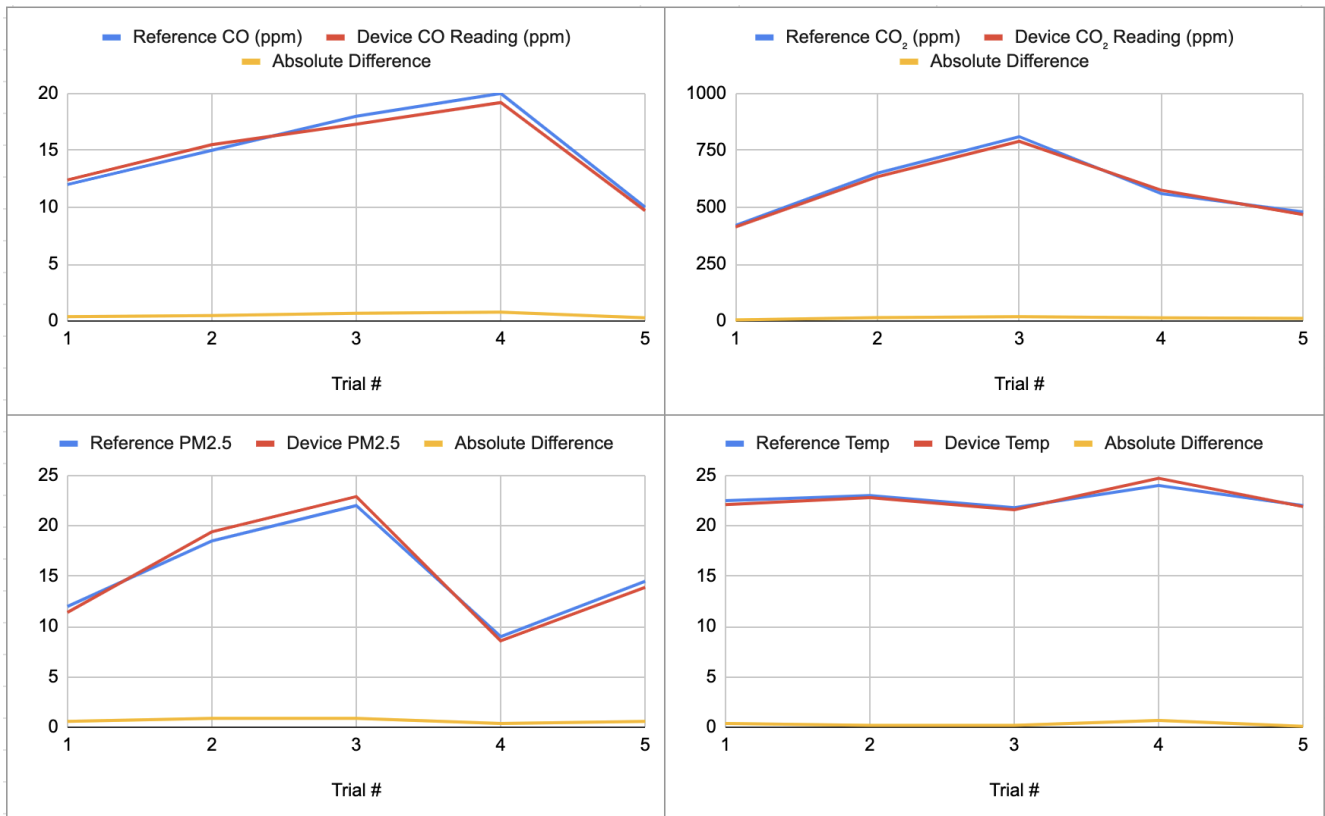 Reference CO (ppm) Device CO Reading (ppm)
Absolute Difference
20
15
10
5
0
1 2 3 4 5
Trial #
Reference CO₂ (ppm) Device CO₂ Reading (ppm)
Absolute Difference
1000
750
500
250
0
1 2 3 4 5
Trial #
Reference PM2.5 Device PM2.5 Absolute Difference
25
20
15
10
5
0
1 2 3 4 5
Trial #
Reference Temp Device Temp Absolute Difference
25
20
15
10
5
0
1 2 3 4 5
Trial #